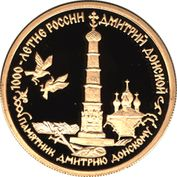 1000-ЛЕТИЕ РОССИИ
ДМИТРИЙ ДОНСКОЙ
ПАМЯТНИК ДМИТРИЮ ДОНСКОМУ